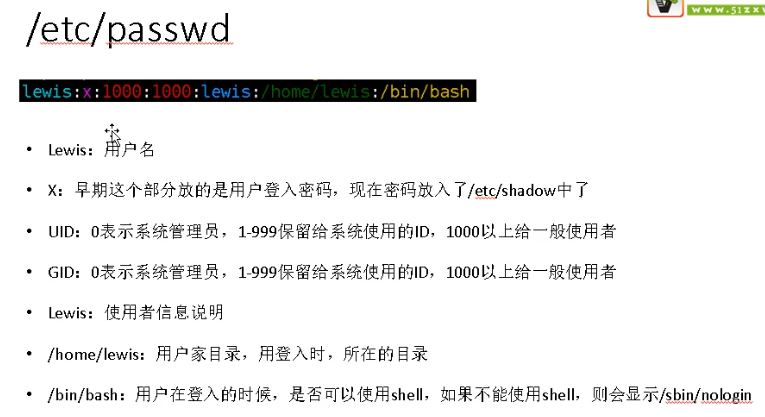 www.51zxw
/etc/passwd
lewis:x:1000:1000:lewis:/home/lewis:/bin/bash
• Lewis：用户名
• X：早期这个部分放的是用户登入密码，现在密码放入了/etc/shadow中了
• UID：0表示系统管理员，1-999保留给系统使用的ID，1000以上给一般使用者
• GID：0表示系统管理员，1-999保留给系统使用的ID，1000以上给一般使用者
• Lewis：使用者信息说明
• /home/lewis：用户家目录，用登入时，所在的目录
• /bin/bash：用户在登入的时候，是否可以使用shell，如果不能使用shell，则会显示/sbin/nologin